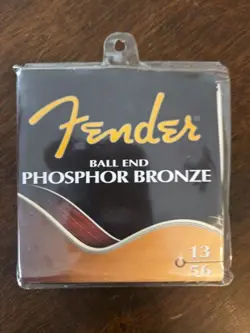 Fender
BALL END
PHOSPHOR BRONZE
13
56